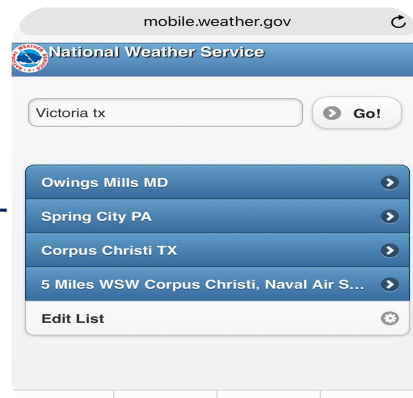 mobile.weather.gov
National Weather Service
Victoria tx
Go!
Owings Mills MD
Spring City PA
Corpus Christi TX
5 Miles WSW Corpus Christi, Naval Air S...
Edit List